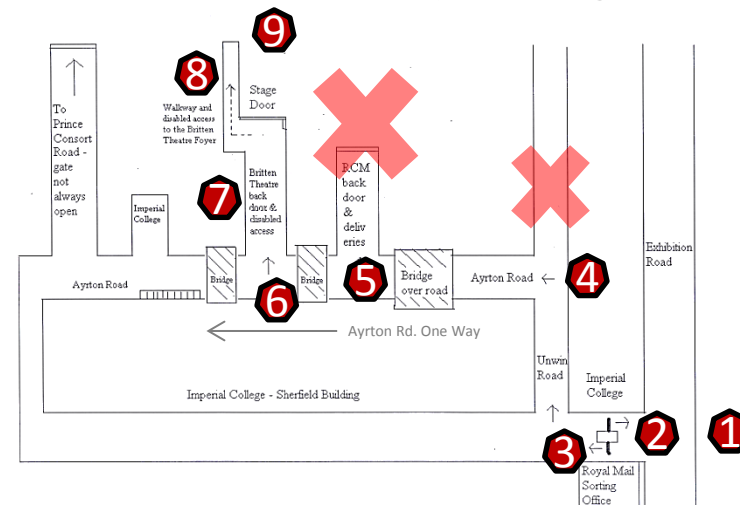 9
8
Stage
Door
To
Prince
Consort
Road -
gate
not
always
open
Walkway and
disabled access
to the Britten
Theatre Foyer
Britten
Theatre
back
door &
disabled
access
RCM
back
door
&
deliv
eries
7
Imperial
College
Exhibition
Road
Ayrton Road
Bridge
6
Bridge
5
Bridge
over road
Ayrton Road
4
Ayrton Rd. One Way
Unwin
Road
Imperial
College
Imperial College - Sherfield Building
3
2
1
Royal Mail
Sorting
Office